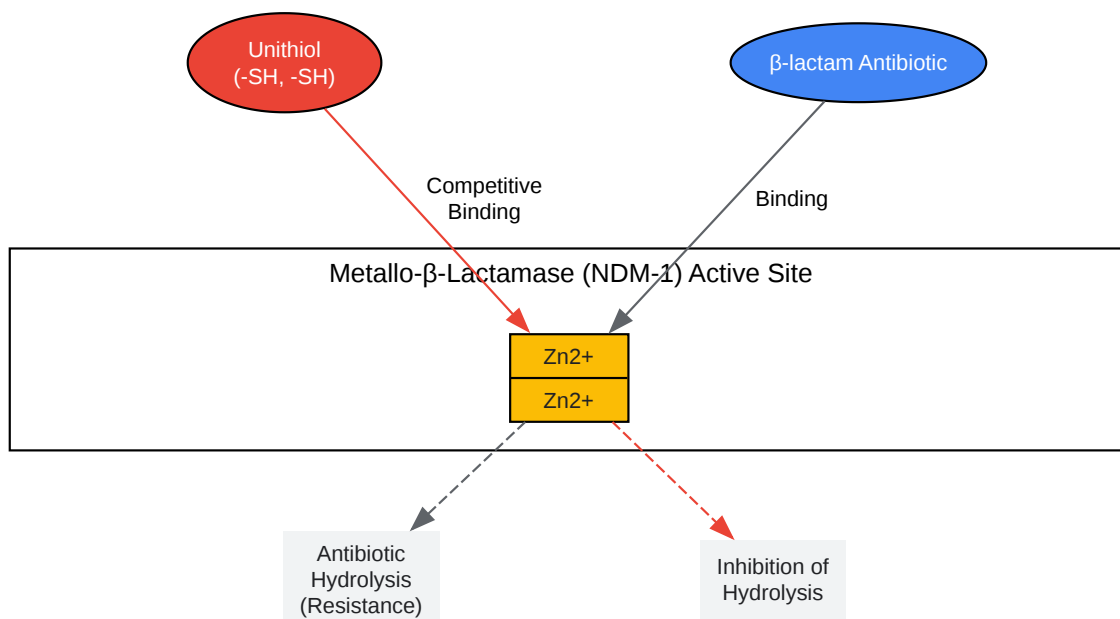 Unithiol
(-SH, -SH)
β-lactam Antibiotic
Competitive
Binding
Binding
Metallo-β-Lactamase (NDM-1) Active Site
Zn2+
Zn2+
Antibiotic
Hydrolysis
(Resistance)
Inhibition of
Hydrolysis